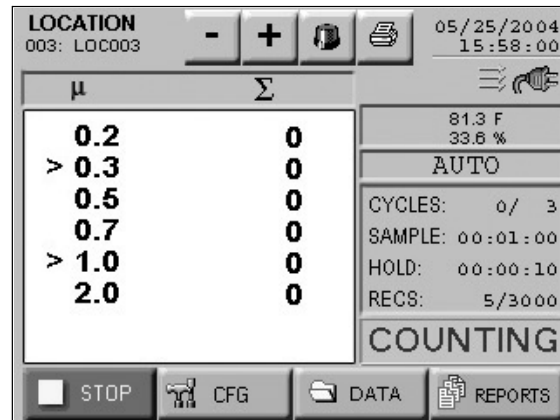 LOCATION
003: LOC003
- +
05/25/2004
15:58:00
μ Σ
0.2 0
> 0.3 0
0.5 0
0.7 0
> 1.0 0
2.0 0
81.3 F
33.6 %
AUTO
CYCLES: 0/ 3
SAMPLE: 00:01:00
HOLD: 00:00:10
RECS: 5/3000
COUNTING
STOP CFG DATA REPORTS